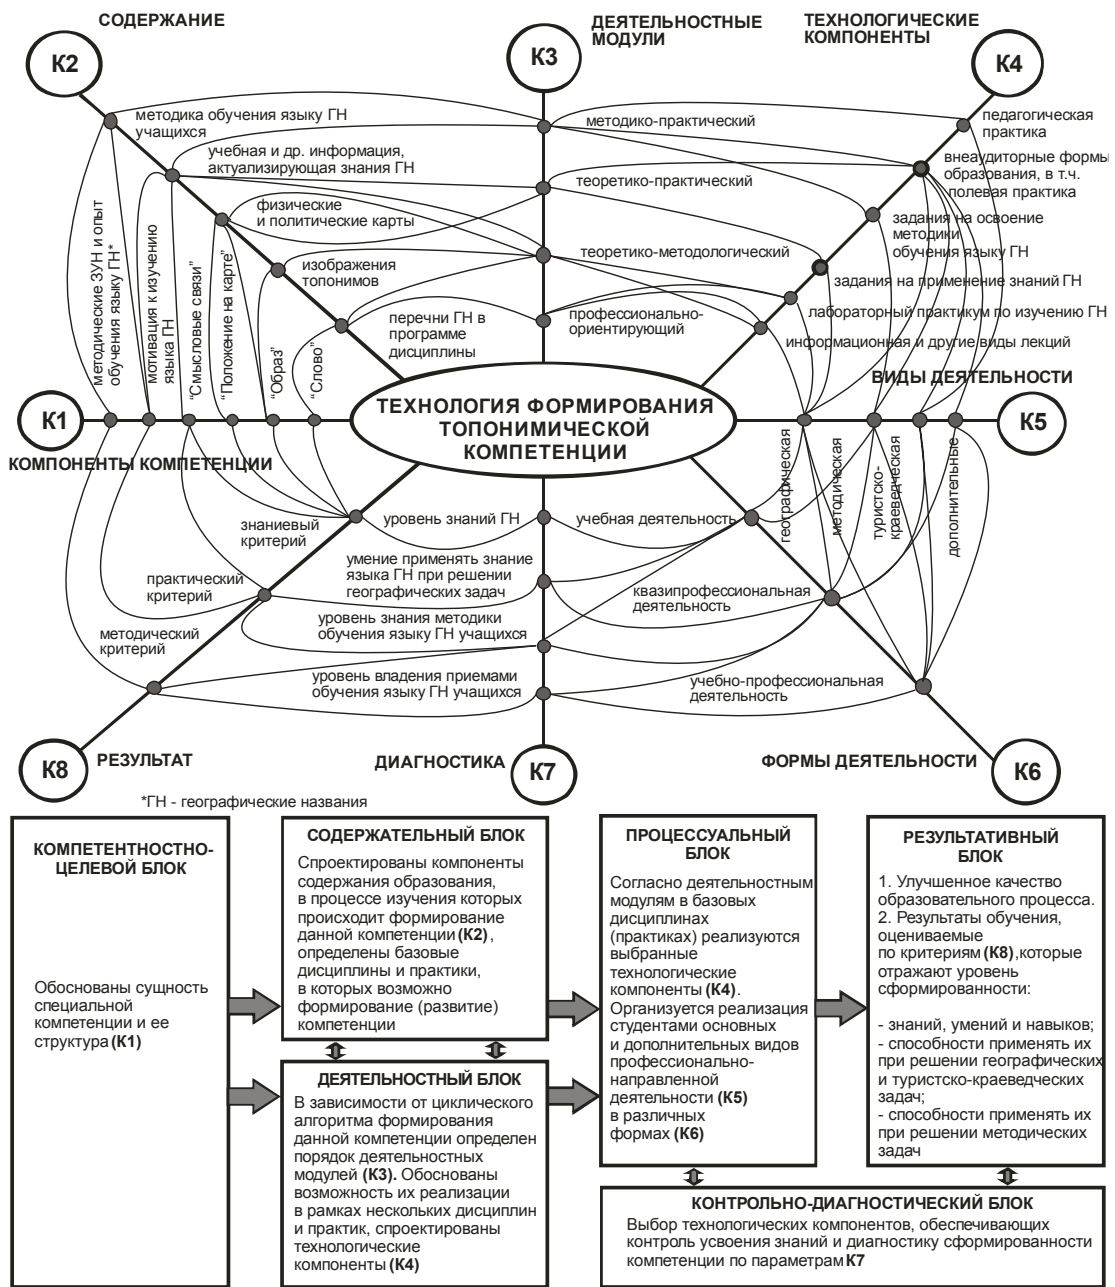 СОДЕРЖАНИЕ
ДЕЯТЕЛЬНОСТНЫЕ
МОДУЛИ
ТЕХНОЛОГИЧЕСКИЕ
КОМПОНЕНТЫ
К2
К3
К4
методика обучения языку ГН
учащихся
методико-практический
педагогическая
практика
учебная и др. информация,
актуализирующая знания ГН
теоретико-практический
внеаудиторные формы
образования, в т.ч.
полевая практика
физические
и политические карты
задания на освоение
методики
обучения языку ГН
изображения
топонимов
теоретико-методологический
задания на применение знаний ГН
перечни ГН в
программе
дисциплины
профессионально-
ориентирующий
лабораторный практикум по изучению ГН
информационная и другие виды лекций
методические ЗУН и опыт
обучения языку ГН*
мотивация к изучению
языка ГН
“Смысловые связи”
“Положение на карте”
“Образ”
“Слово”
ВИДЫ ДЕЯТЕЛЬНОСТИ
К1
ТЕХНОЛОГИЯ ФОРМИРОВАНИЯ
ТОПОНИМИЧЕСКОЙ
КОМПЕТЕНЦИИ
К5
КОМПОНЕНТЫ КОМПЕТЕНЦИИ
географическая
методическая
туристско-
краеведческая
дополнительные
знаниевый
критерий
уровень знаний ГН
учебная деятельность
практический
критерий
умение применять знание
языка ГН при решении
географических задач
квазипрофессиональная
деятельность
методический
критерий
уровень знания методики
обучения языку ГН учащихся
уровень владения приемами
обучения языку ГН учащихся
учебно-профессиональная
деятельность
К8
РЕЗУЛЬТАТ
ДИАГНОСТИКА
К7
ФОРМЫ ДЕЯТЕЛЬНОСТИ
К6
*ГН - географические названия
КОМПЕТЕНТНОСТНО-
ЦЕЛЕВОЙ БЛОК
Обоснованы сущность
специальной
компетенции и ее
структура (К1)
СОДЕРЖАТЕЛЬНЫЙ БЛОК
Спроектированы компоненты
содержания образования,
в процессе изучения которых
происходит формирование
данной компетенции (К2) ,
определены базовые
дисциплины и практики,
в которых возможно
формирование (развитие)
компетенции
ДЕЯТЕЛЬНОСТНЫЙ БЛОК
В зависимости от циклического
алгоритма формирования
данной компетенции определен
порядок деятельностных
модулей (К3). Обоснованы
возможность их реализации
в рамках нескольких дисциплин
и практик, спроектированы
технологические
компоненты (К4)
ПРОЦЕССУАЛЬНЫЙ
БЛОК
Согласно деятельностным
модулям в базовых
дисциплинах
(практиках) реализуются
выбранные
технологические
компоненты (К4).
Организуется реализация
студентами основных
и дополнительных видов
профессионально-
направленной
деятельности (К5)
в различных
формах (К6)
РЕЗУЛЬТАТИВНЫЙ
БЛОК
1. Улучшенное качество
образовательного процесса.
2. Результаты обучения,
оцениваемые
по критериям (К8),которые
отражают уровень
сформированности:
- знаний, умений и навыков;
- способности применять их
при решении географических
и туристско-краеведческих
задач;
- способности применять их
при решении методических
задач
КОНТРОЛЬНО-ДИАГНОСТИЧЕСКИЙ БЛОК
Выбор технологических компонентов, обеспечивающих
контроль усвоения знаний и диагностику сформированности
компетенции по параметрам К7